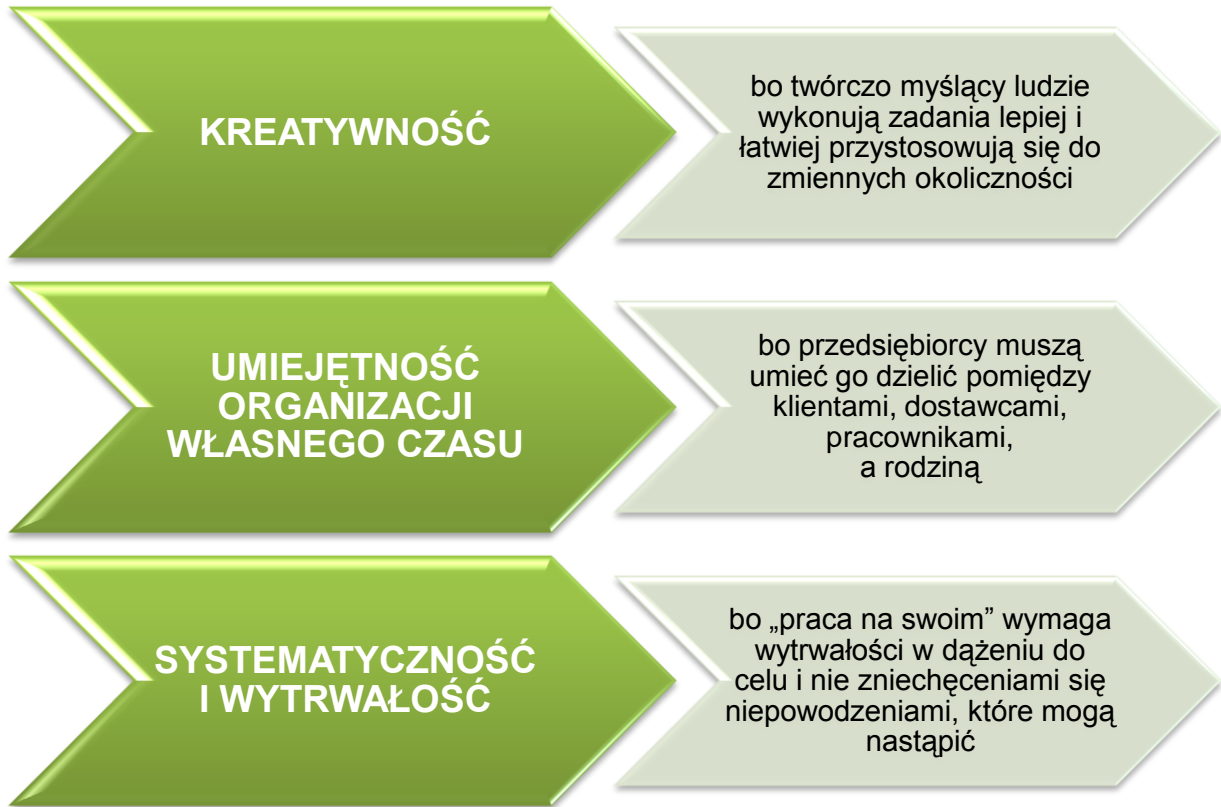 KREATYWNOŚĆ
bo twórczo myślący ludzie
wykonują zadania lepiej i
łatwiej przystosowują się do
zmiennych okoliczności
UMIEJĘTNOŚĆ
ORGANIZACJI
WŁASNEGO CZASU
bo przedsiębiorcy muszą
umieć go dzielić pomiędzy
klientami, dostawcami,
pracownikami,
a rodziną
SYSTEMATYCZNOŚĆ
I WYTRWAŁOŚĆ
bo „praca na swoim” wymaga
wytrwałości w dążeniu do
celu i nie zniechęceniami się
niepowodzeniami, które mogą
nastąpić